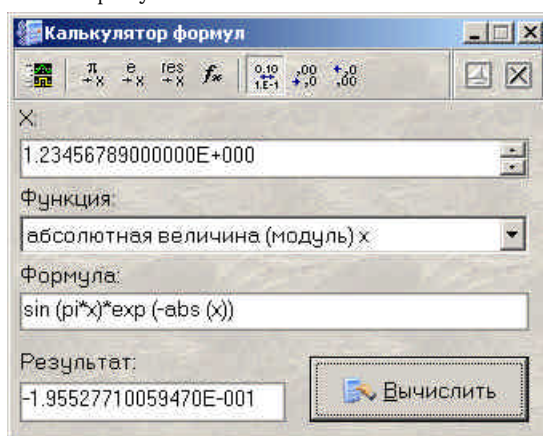 Калькулятор формул
π e res fx 0.10 ,00 ,0
→x →x →x 1.E-1 ,0 ,00
X:
1.23456789000000E+000
Функция:
абсолютная величина (модуль) x
Формула:
sin (pi*x)*exp (-abs (x))
Результат:
-1.95527710059470E-001
Вычислить